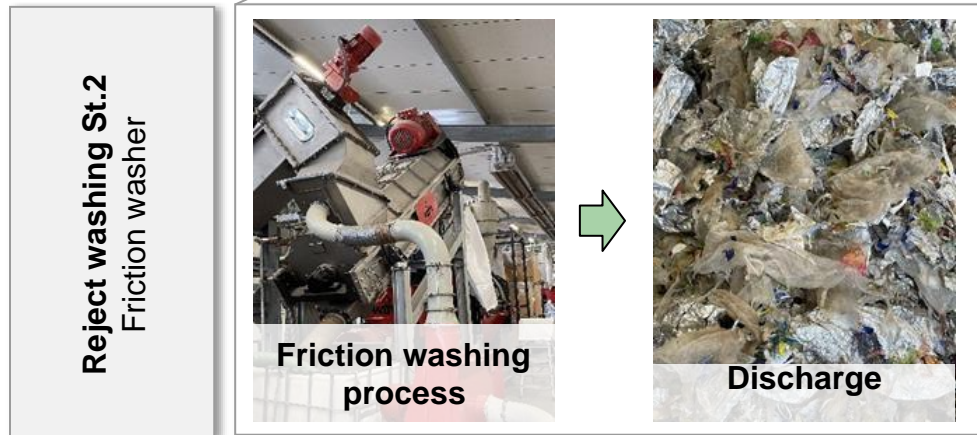 Reject washing St.2
Friction washer
Friction washing
process
Discharge